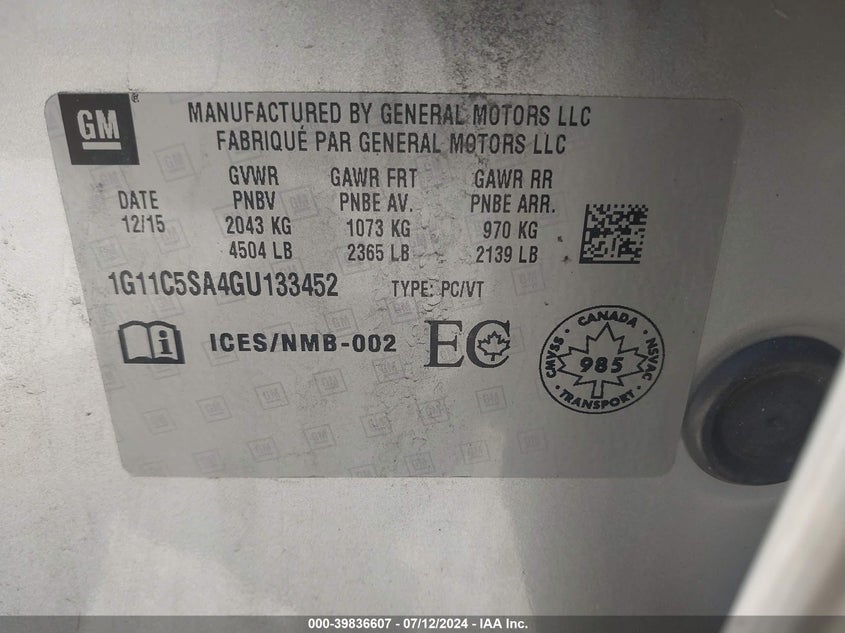 GM
MANUFACTURED BY GENERAL MOTORS LLC
FABRIQUÉ PAR GENERAL MOTORS LLC
GVWR GAWR FRT GAWR RR
DATE PNBV PNBE AV. PNBE ARR.
12/15 2043 KG 1073 KG 970 KG
4504 LB 2365 LB 2139 LB
1G11C5SA4GU133452 TYPE: PC/VT
i ICES/NMB-002 EC
CANADA
CMVSS 985 NSVAC
TRANSPORT
000-39836607 - 07/12/2024 - IAA Inc.